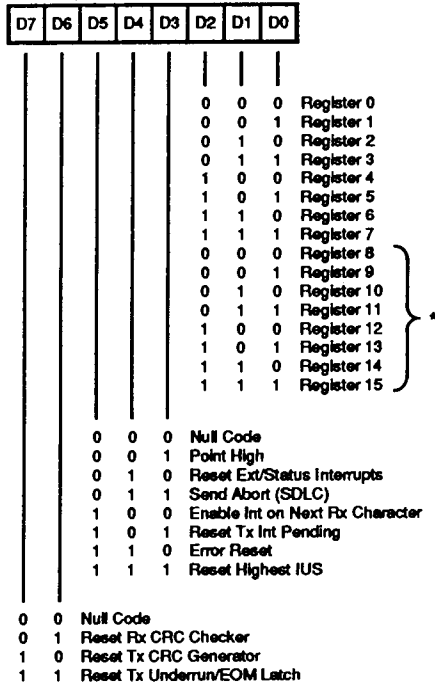 D7 D6 D5 D4 D3 D2 D1 D0
0 0 0 Register 0
0 0 1 Register 1
0 1 0 Register 2
0 1 1 Register 3
1 0 0 Register 4
1 0 1 Register 5
1 1 0 Register 6
1 1 1 Register 7
0 0 0 Register 8
0 0 1 Register 9
0 1 0 Register 10
0 1 1 Register 11
*
1 0 0 Register 12
1 0 1 Register 13
1 1 0 Register 14
1 1 1 Register 15
0 0 0 Null Code
0 0 1 Point High
0 1 0 Reset Ext/Status Interrupts
0 1 1 Send Abort (SDLC)
1 0 0 Enable Int on Next Rx Character
1 0 1 Reset Tx Int Pending
1 1 0 Error Reset
1 1 1 Reset Highest IUS
0 0 Null Code
0 1 Reset Rx CRC Checker
1 0 Reset Tx CRC Generator
1 1 Reset Tx Underrun/EOM Latch